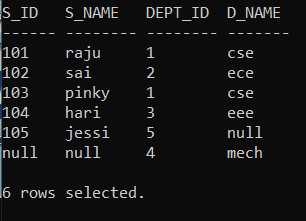 S_ID S_NAME DEPT_ID D_NAME
------ -------- -------- --------
101 raju 1 cse
102 sai 2 ece
103 pinky 1 cse
104 hari 3 eee
105 jessi 5 null
null null 4 mech
6 rows selected.